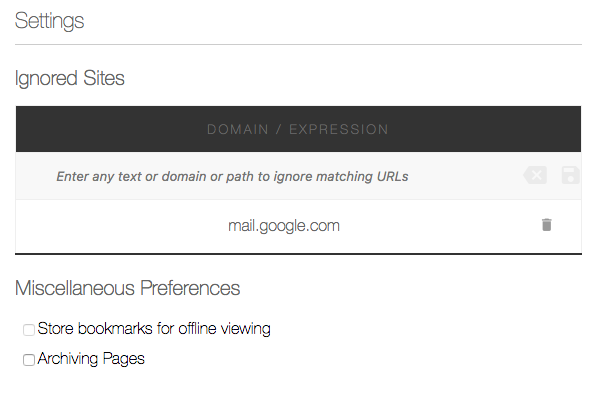 Settings
Ignored Sites
DOMAIN / EXPRESSION
Enter any text or domain or path to ignore matching URLs
mail.google.com
Miscellaneous Preferences
Store bookmarks for offline viewing
Archiving Pages